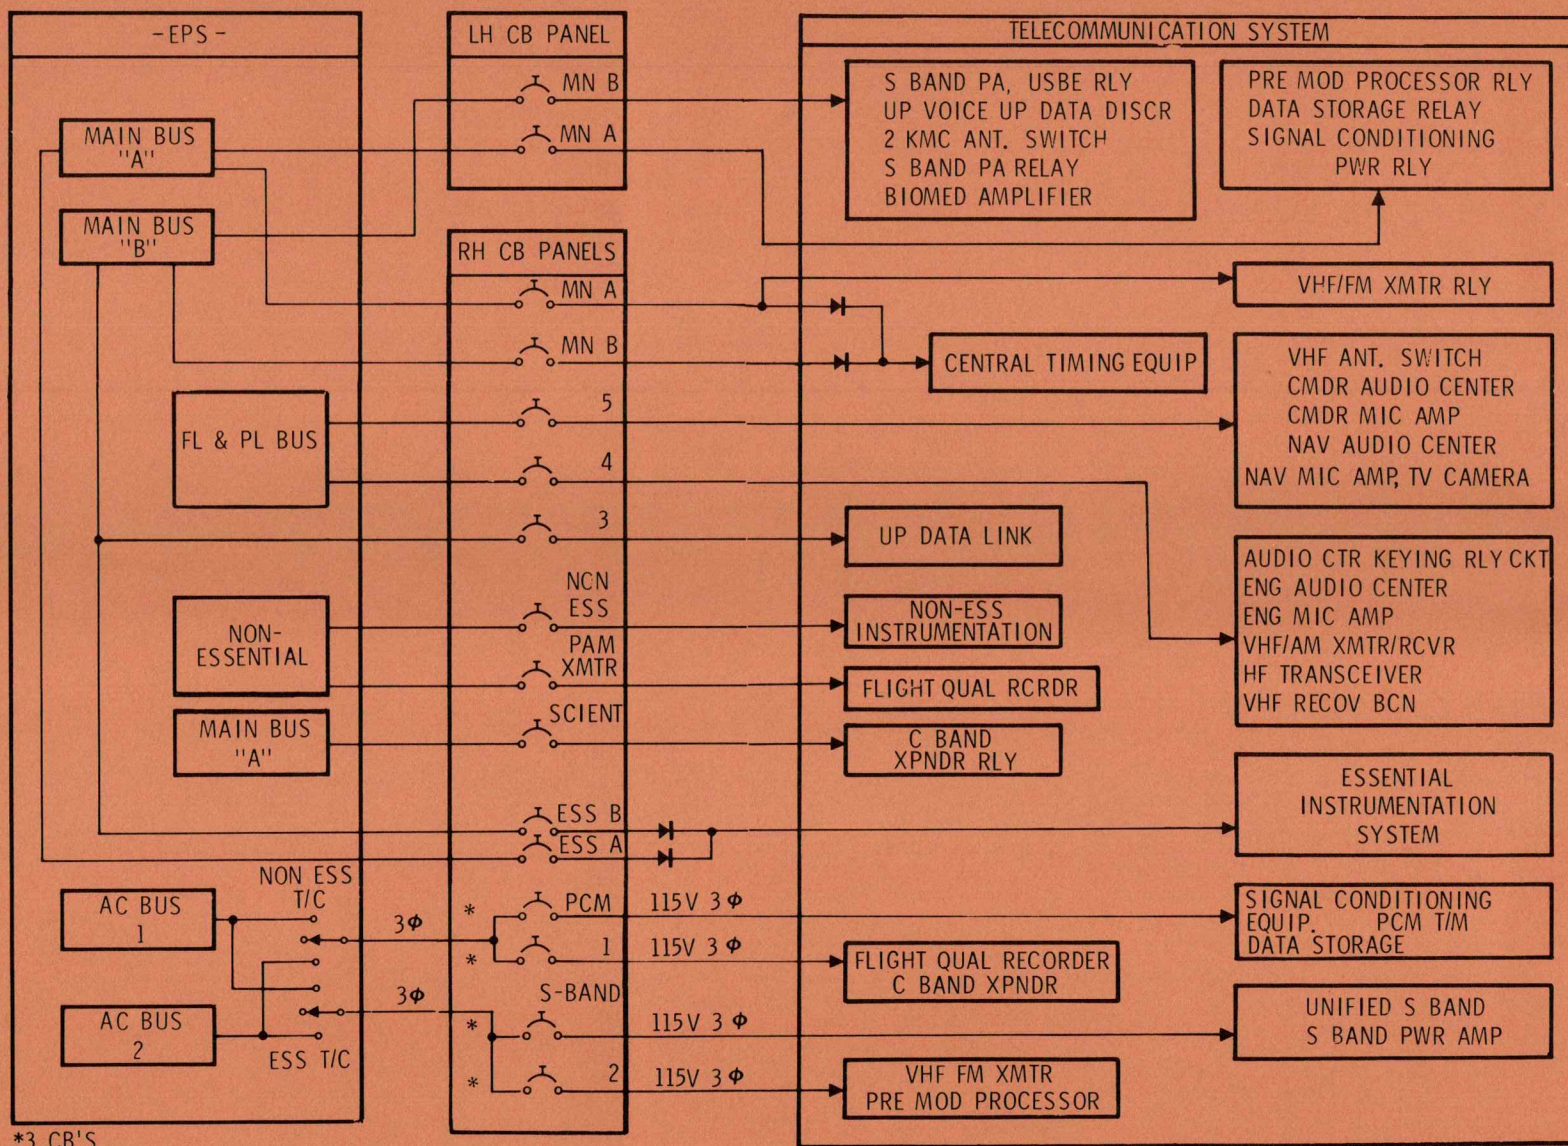 -EPS-
MAIN BUS
"A"
MAIN BUS
"B"
FL & PL BUS
NON-
ESSENTIAL
MAIN BUS
"A"
NON ESS
T/C
AC BUS
1
AC BUS
2
ESS T/C
3Φ
3Φ
*3 CB'S
LH CB PANEL
MN B
MN A
RH CB PANELS
MN A
MN B
5
4
3
NCN
ESS
PAM
XMTR
SCIENT
ESS B
ESS A
* PCM
* 1
S-BAND
*
* 2
115V 3Φ
115V 3Φ
115V 3Φ
115V 3Φ
TELECOMMUNICATION SYSTEM
S BAND PA, USBE RLY
UP VOICE UP DATA DISCR
2 KMC ANT. SWITCH
S BAND PA RELAY
BIOMED AMPLIFIER
PRE MOD PROCESSOR RLY
DATA STORAGE RELAY
SIGNAL CONDITIONING
PWR RLY
VHF/FM XMTR RLY
CENTRAL TIMING EQUIP
VHF ANT. SWITCH
CMDR AUDIO CENTER
CMDR MIC AMP
NAV AUDIO CENTER
NAV MIC AMP, TV CAMERA
UP DATA LINK
AUDIO CTR KEYING RLY CKT
ENG AUDIO CENTER
ENG MIC AMP
VHF/AM XMTR/RCVR
HF TRANSCEIVER
VHF RECOV BCN
NON-ESS
INSTRUMENTATION
FLIGHT QUAL RCRDR
C BAND
XPNDR RLY
ESSENTIAL
INSTRUMENTATION
SYSTEM
SIGNAL CONDITIONING
EQUIP. PCM T/M
DATA STORAGE
FLIGHT QUAL RECORDER
C BAND XPNDR
UNIFIED S BAND
S BAND PWR AMP
VHF FM XMTR
PRE MOD PROCESSOR